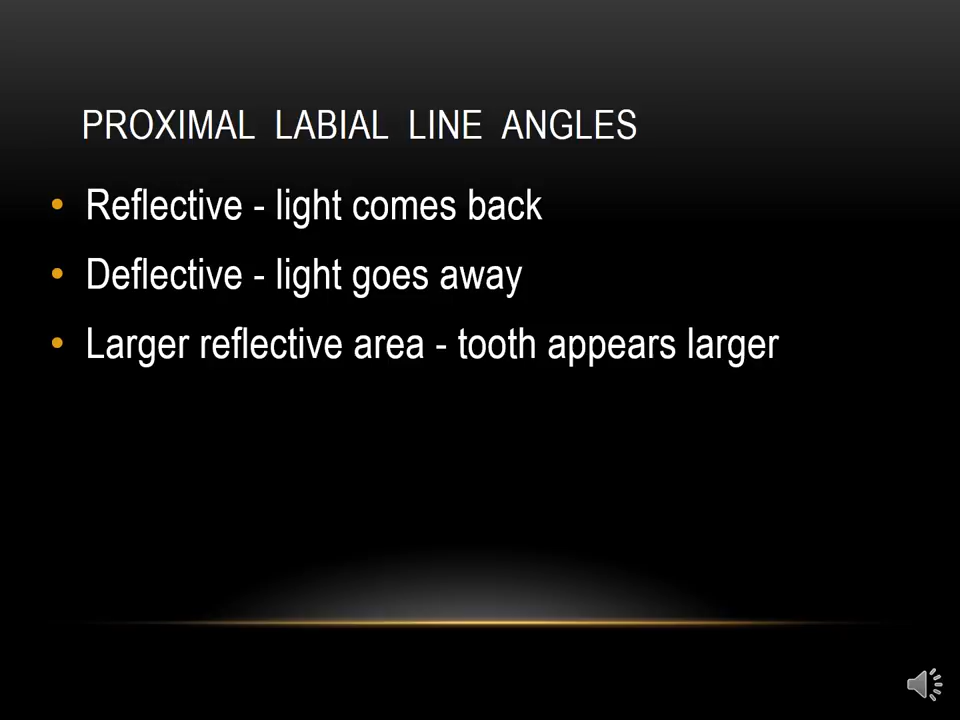 PROXIMAL LABIAL LINE ANGLES
• Reflective - light comes back
• Deflective - light goes away
• Larger reflective area - tooth appears larger